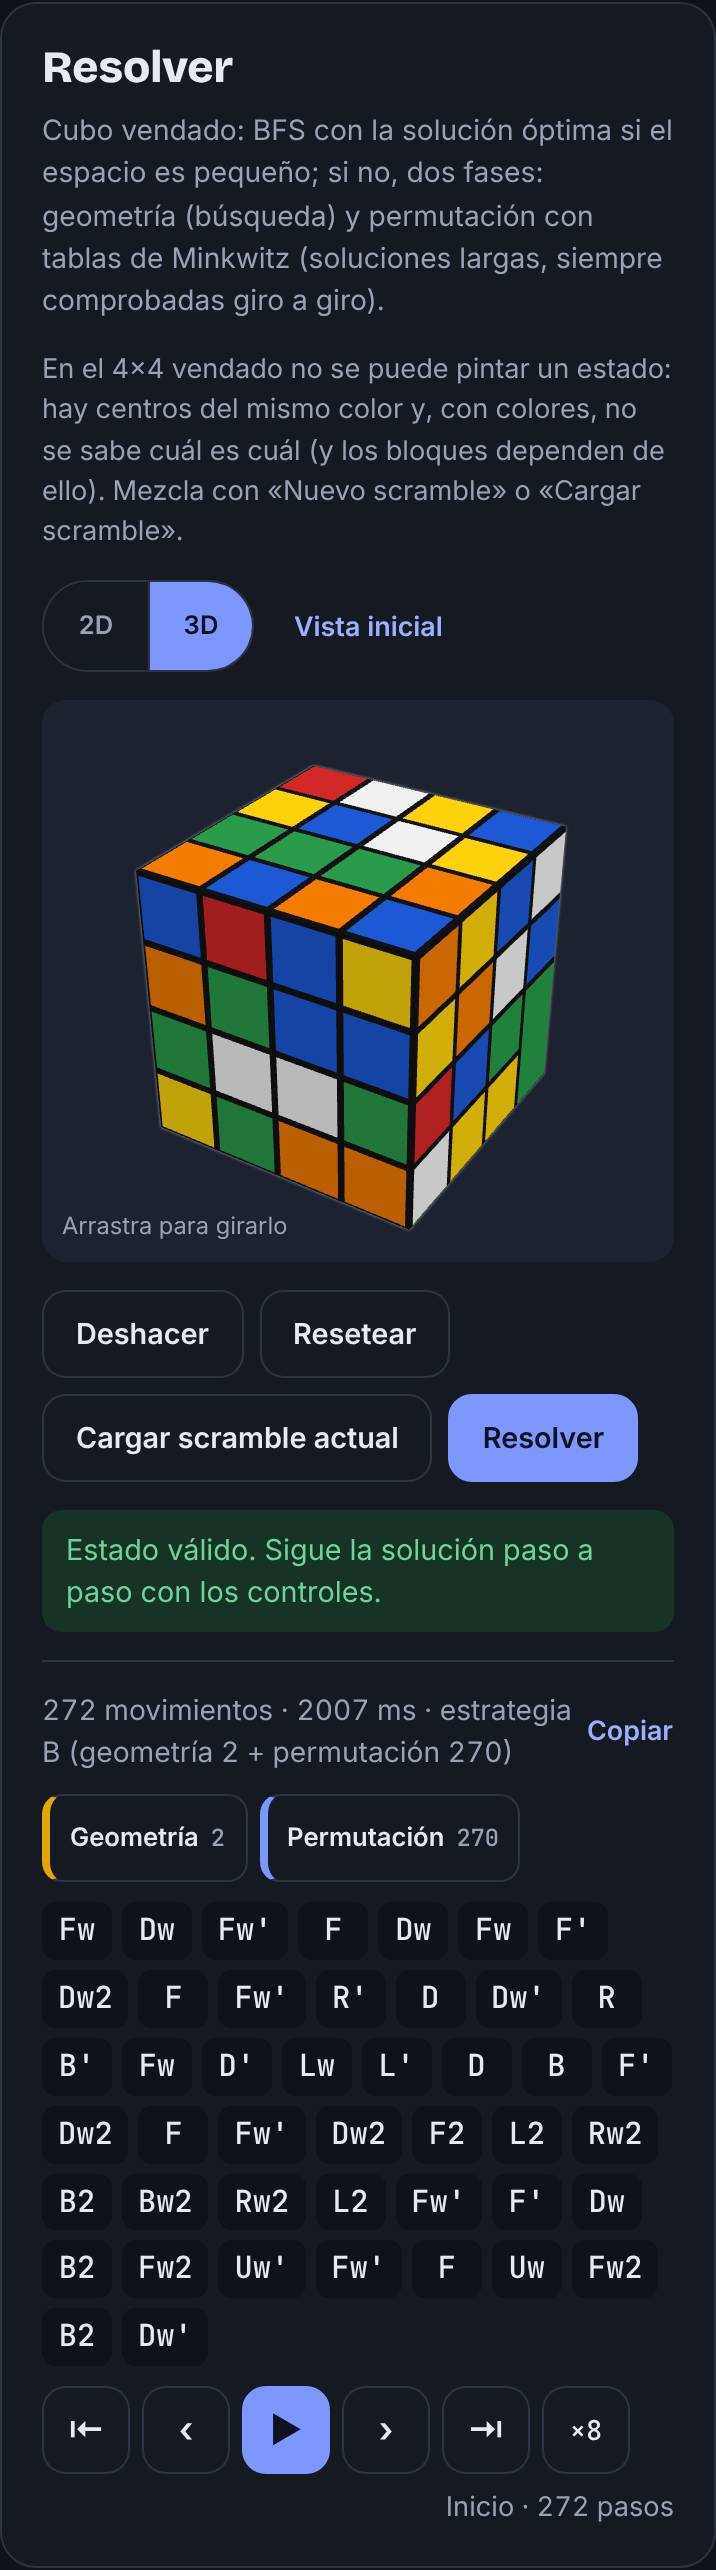 Resolver
Cubo vendado: BFS con la solución óptima si el
espacio es pequeño; si no, dos fases:
geometría (búsqueda) y permutación con
tablas de Minkwitz (soluciones largas, siempre
comprobadas giro a giro).
En el 4×4 vendado no se puede pintar un estado:
hay centros del mismo color y, con colores, no
se sabe cuál es cuál (y los bloques dependen de
ello). Mezcla con «Nuevo scramble» o «Cargar
scramble».
2D 3D Vista inicial
Arrastra para girarlo
Deshacer Resetear
Cargar scramble actual Resolver
Estado válido. Sigue la solución paso a
paso con los controles.
272 movimientos · 2007 ms · estrategia
B (geometría 2 + permutación 270)
Copiar
Geometría 2 Permutación 270
Fw Dw Fw' F Dw Fw F'
Dw2 F Fw' R' D Dw' R
B' Fw D' Lw L' D B F'
Dw2 F Fw' Dw2 F2 L2 Rw2
B2 Bw2 Rw2 L2 Fw' F' Dw
B2 Fw2 Uw' Fw' F Uw Fw2
B2 Dw'
×8
Inicio · 272 pasos